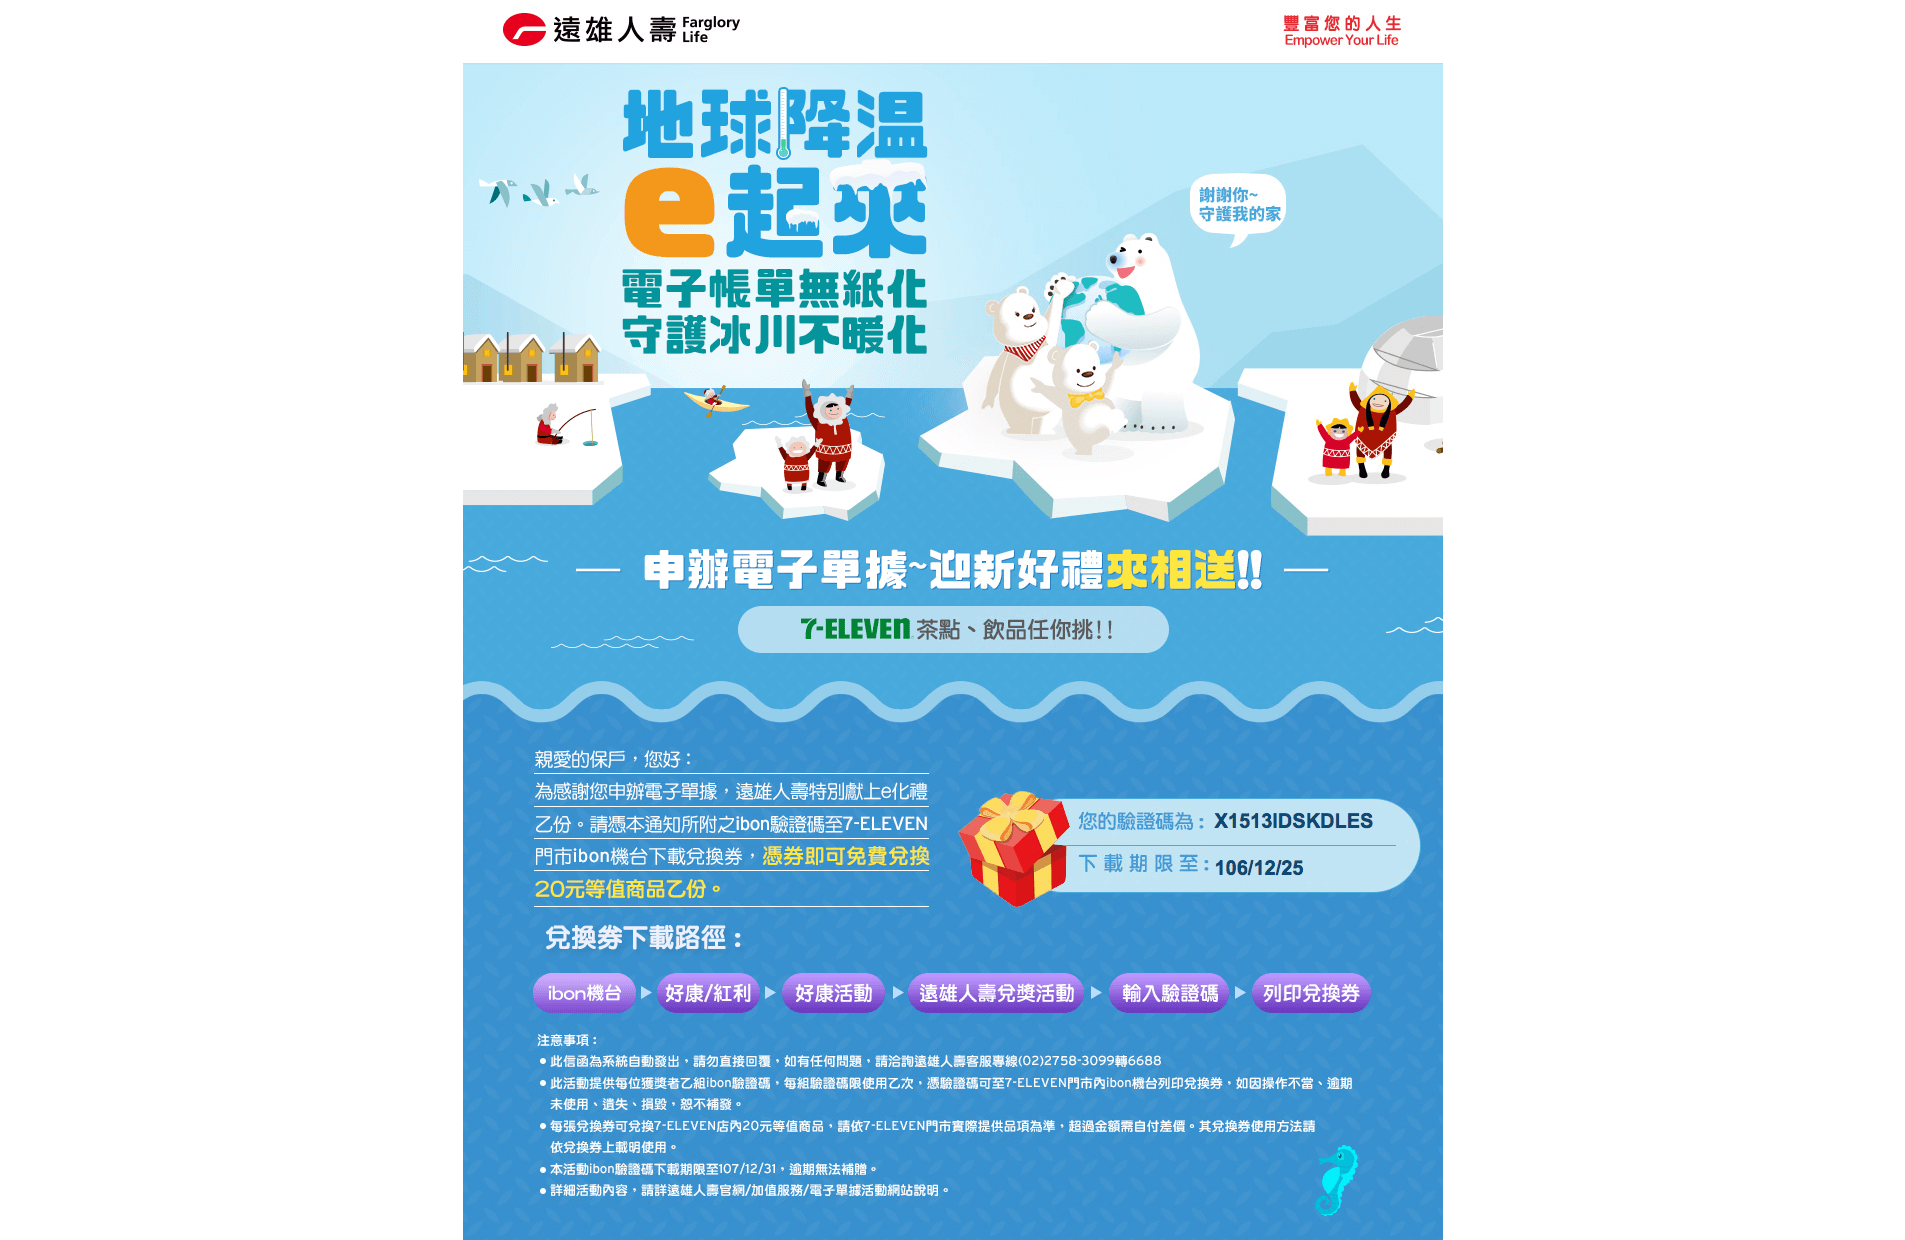 遠雄人壽 Farglory Life
豐富您的人生
Empower Your Life
地球降温
e起來
電子帳單無紙化
守護冰川不暖化
謝謝你~
守護我的家
申辦電子單據~迎新好禮來相送!!
7-ELEVEN 茶點、飲品任你挑!!
親愛的保戶，您好：
為感謝您申辦電子單據，遠雄人壽特別獻上e化禮
乙份。請憑本通知所附之ibon驗證碼至7-ELEVEN
門市ibon機台下載兌換券，憑券即可免費兌換
20元等值商品乙份。
您的驗證碼為：X1513IDSKDLES
下載期限至：106/12/25
兌換券下載路徑：
ibon機台 好康/紅利 好康活動 遠雄人壽兌獎活動 輸入驗證碼 列印兌換券
注意事項：
●此信函為系統自動發出，請勿直接回覆，如有任何問題，請洽詢遠雄人壽客服專線(02)2758-3099轉6688
●此活動提供每位獲獎者乙組ibon驗證碼，每組驗證碼限使用乙次，憑驗證碼可至7-ELEVEN門市內ibon機台列印兌換券，如因操作不當、逾期
未使用、遺失、損毀，恕不補發。
●每張兌換券可兌換7-ELEVEN店內20元等值商品，請依7-ELEVEN門市實際提供品項為準，超過金額需自付差價。其兌換券使用方法請
依兌換券上載明使用。
●本活動ibon驗證碼下載期限至107/12/31，逾期無法補贈。
●詳細活動內容，請詳遠雄人壽官網/加值服務/電子單據活動網站說明。